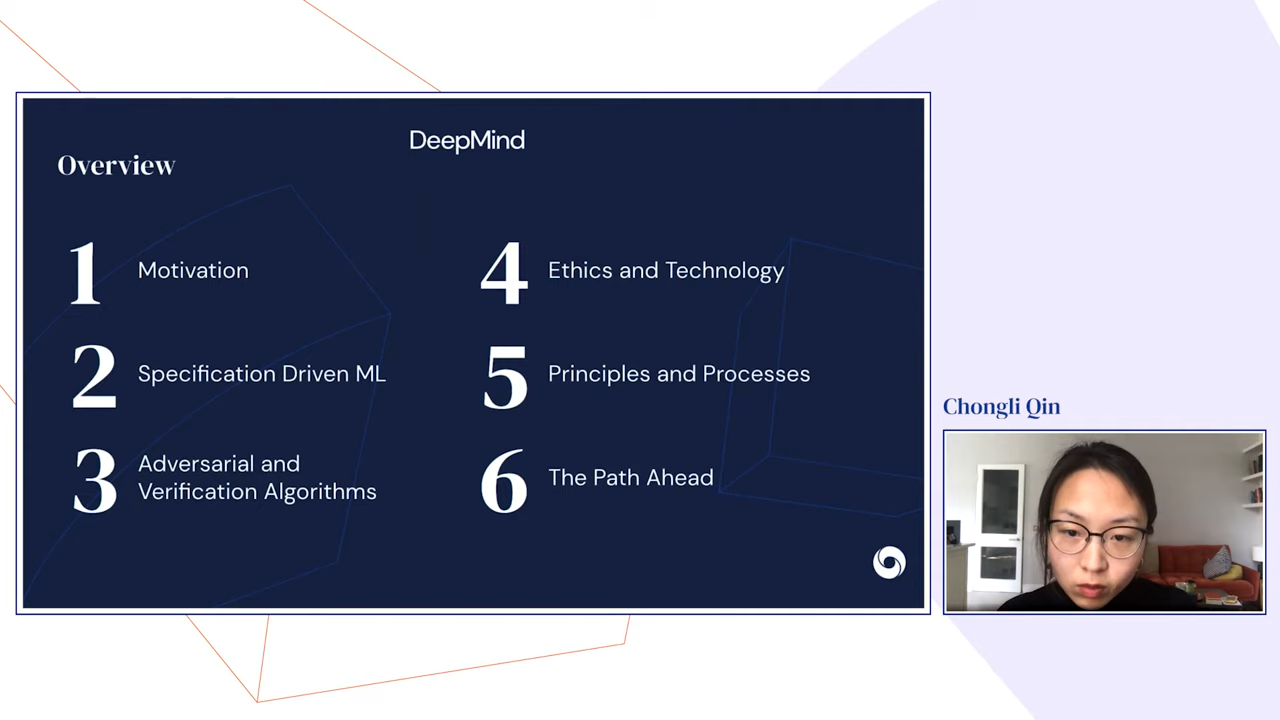 DeepMind
Overview
1 Motivation
2 Specification Driven ML
3 Adversarial and
Verification Algorithms
4 Ethics and Technology
5 Principles and Processes
6 The Path Ahead
Chongli Qin